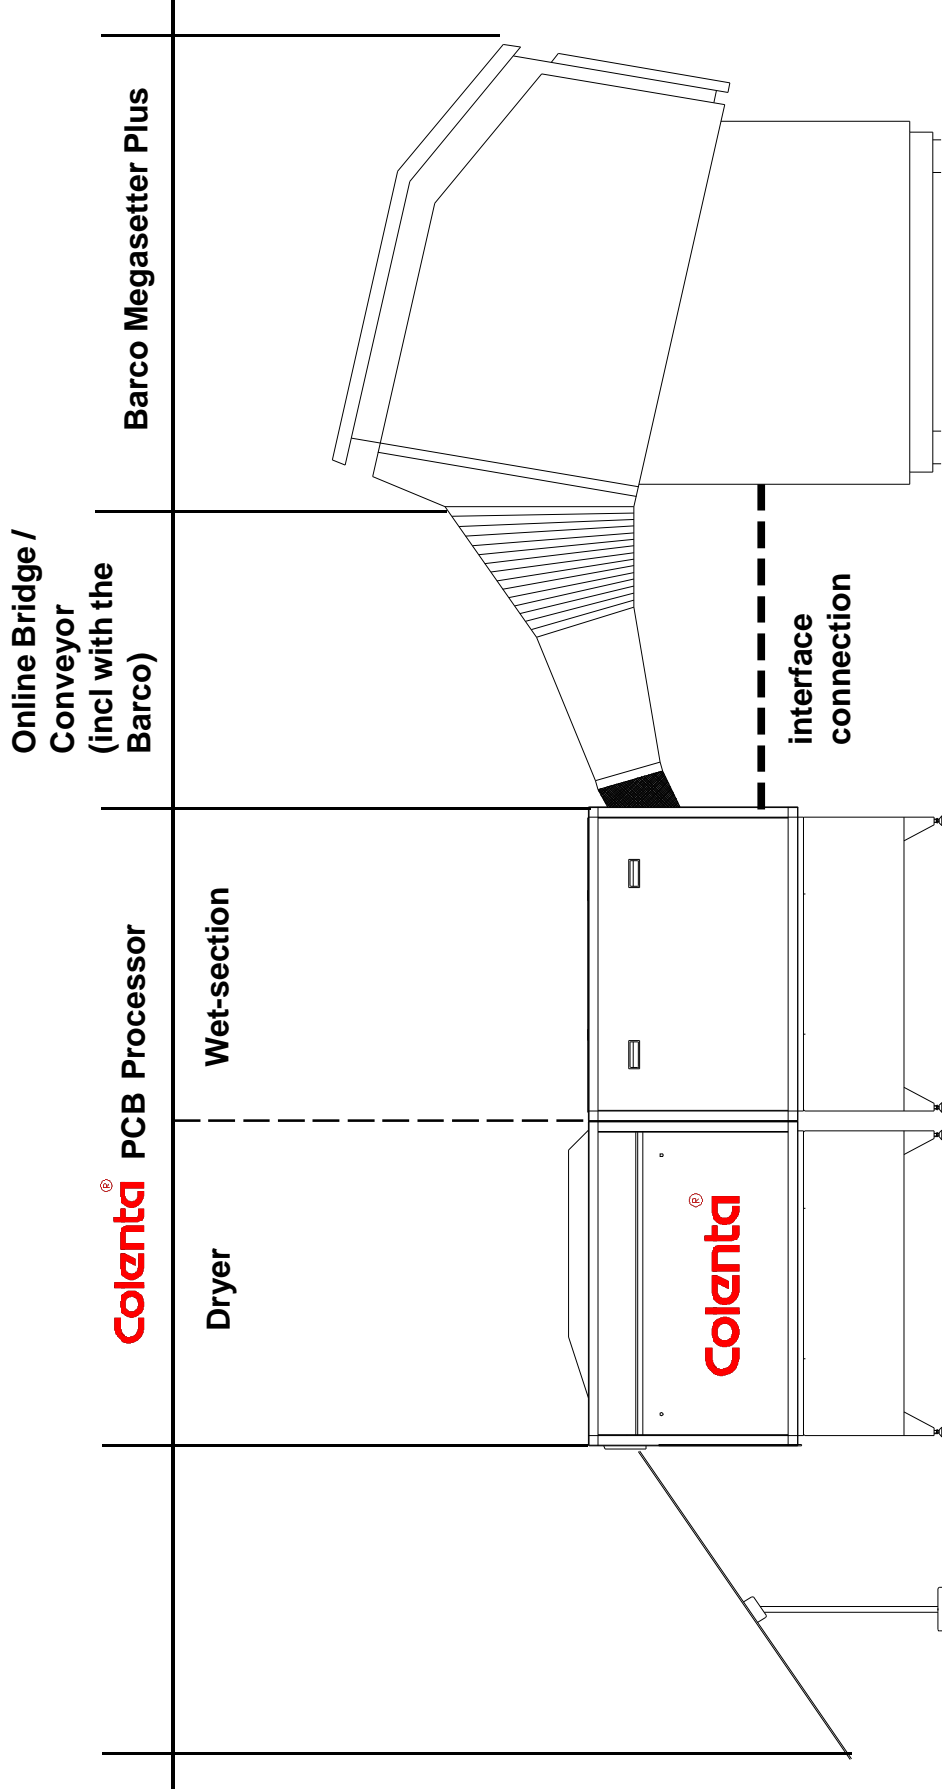 Online Bridge /
Conveyor
(incl with the
Barco)
Colenta® PCB Processor
Barco Megasetter Plus
Dryer
Wet-section
interface
connection
Colenta®